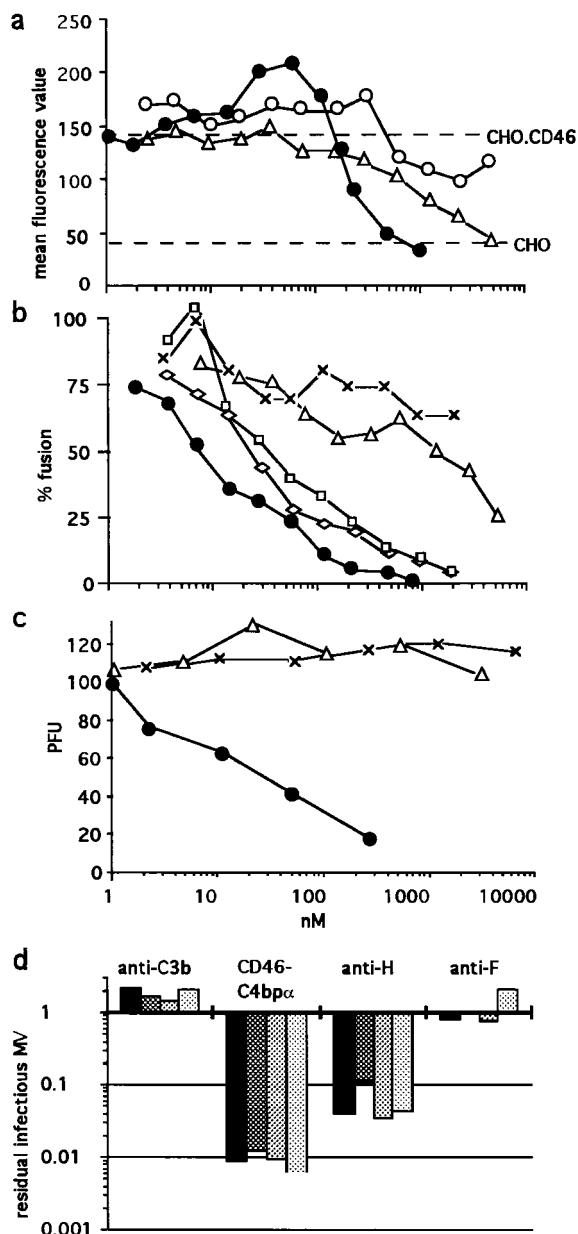 a
mean fluorescence value
250
200
150
100
50
0
CHO.CD46
CHO
b
% fusion
100
75
50
25
0
c
PFU
120
100
80
60
40
20
0
1
10
100
1000
10000
nM
d
anti-C3b
CD46-
C4bpα
anti-H
anti-F
residual infectious MV
1
0.1
0.01
0.001